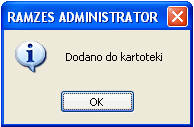 RAMZES ADMINISTRATOR
Dodano do kartoteki
OK